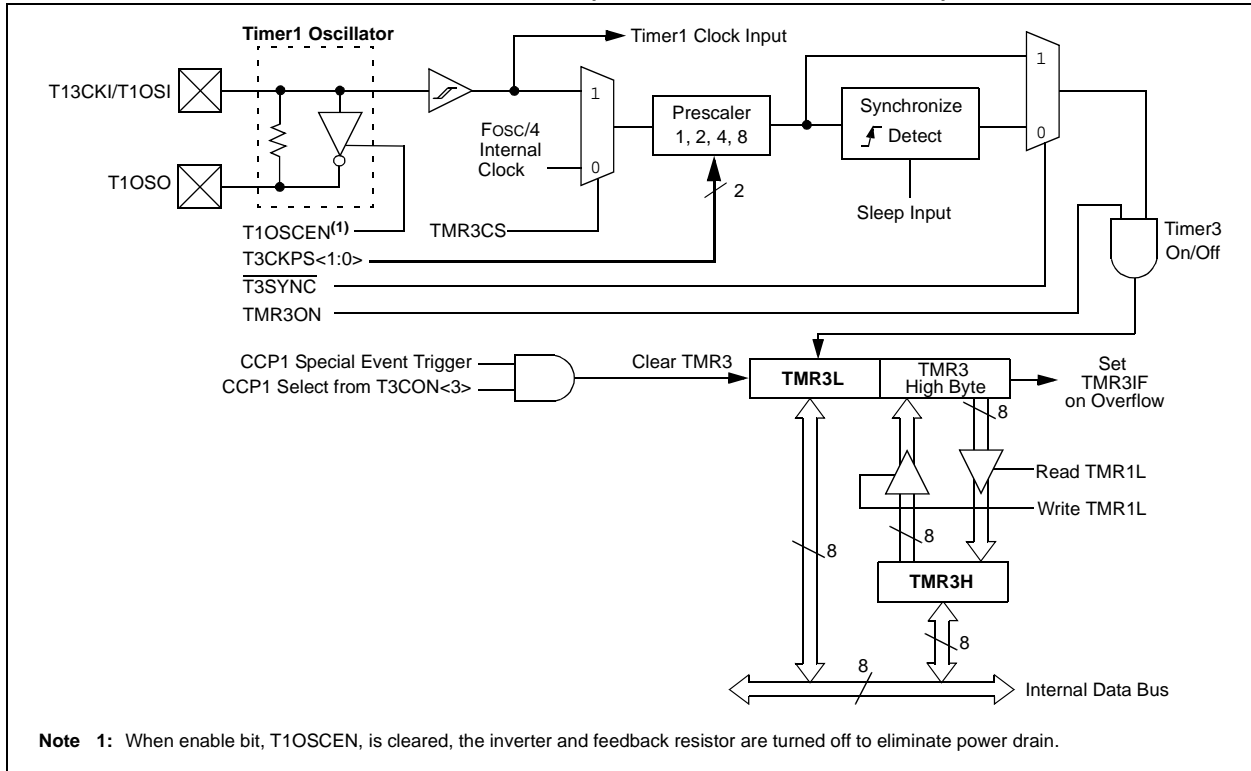 Timer1 Oscillator
Timer1 Clock Input
T13CKI/T1OSI
1
FOSC/4
Internal
Clock
0
Prescaler
1, 2, 4, 8
Synchronize
Detect
1
0
2
T1OSO
Sleep Input
T1OSCEN(1)
TMR3CS
T3CKPS<1:0>
T3SYNC
TMR3ON
Timer3
On/Off
CCP1 Special Event Trigger
CCP1 Select from T3CON<3>
Clear TMR3
TMR3L
TMR3
High Byte
Set
TMR3IF
on Overflow
8
Read TMR1L
Write TMR1L
8
8
TMR3H
8
8
Internal Data Bus
Note 1: When enable bit, T1OSCEN, is cleared, the inverter and feedback resistor are turned off to eliminate power drain.